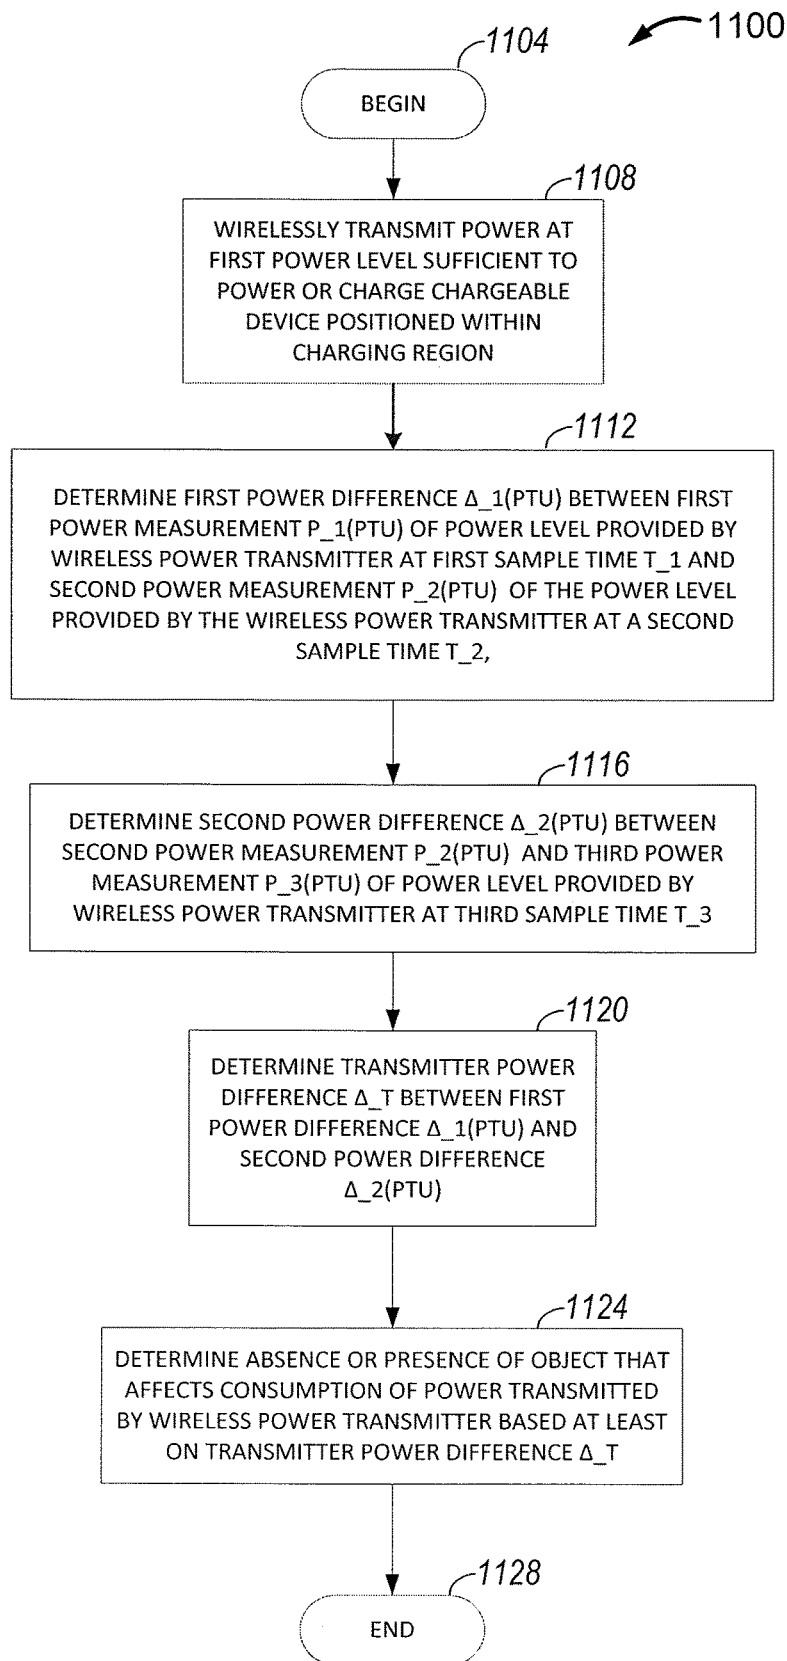 1100
1104
BEGIN
1108
WIRELESSLY TRANSMIT POWER AT
FIRST POWER LEVEL SUFFICIENT TO
POWER OR CHARGE CHARGEABLE
DEVICE POSITIONED WITHIN
CHARGING REGION
1112
DETERMINE FIRST POWER DIFFERENCE Δ_1(PTU) BETWEEN FIRST
POWER MEASUREMENT P_1(PTU) OF POWER LEVEL PROVIDED BY
WIRELESS POWER TRANSMITTER AT FIRST SAMPLE TIME T_1 AND
SECOND POWER MEASUREMENT P_2(PTU) OF THE POWER LEVEL
PROVIDED BY THE WIRELESS POWER TRANSMITTER AT A SECOND
SAMPLE TIME T_2,
1116
DETERMINE SECOND POWER DIFFERENCE Δ_2(PTU) BETWEEN
SECOND POWER MEASUREMENT P_2(PTU) AND THIRD POWER
MEASUREMENT P_3(PTU) OF POWER LEVEL PROVIDED BY
WIRELESS POWER TRANSMITTER AT THIRD SAMPLE TIME T_3
1120
DETERMINE TRANSMITTER POWER
DIFFERENCE Δ_T BETWEEN FIRST
POWER DIFFERENCE Δ_1(PTU) AND
SECOND POWER DIFFERENCE
Δ_2(PTU)
1124
DETERMINE ABSENCE OR PRESENCE OF OBJECT THAT
AFFECTS CONSUMPTION OF POWER TRANSMITTED
BY WIRELESS POWER TRANSMITTER BASED AT LEAST
ON TRANSMITTER POWER DIFFERENCE Δ_T
1128
END